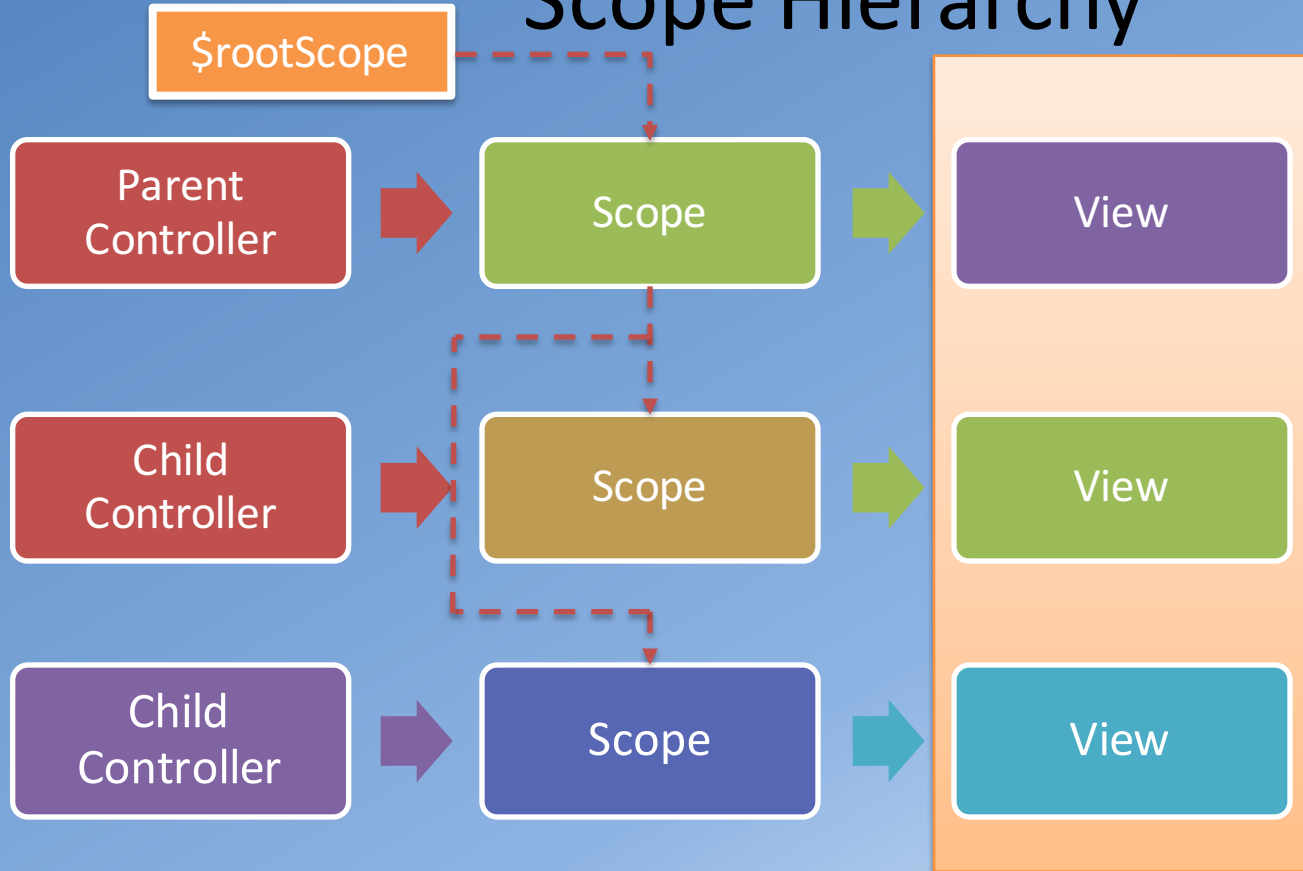 Scope Hierarchy
$rootScope
Parent
Controller
Scope
View
Child
Controller
Scope
View
Child
Controller
Scope
View